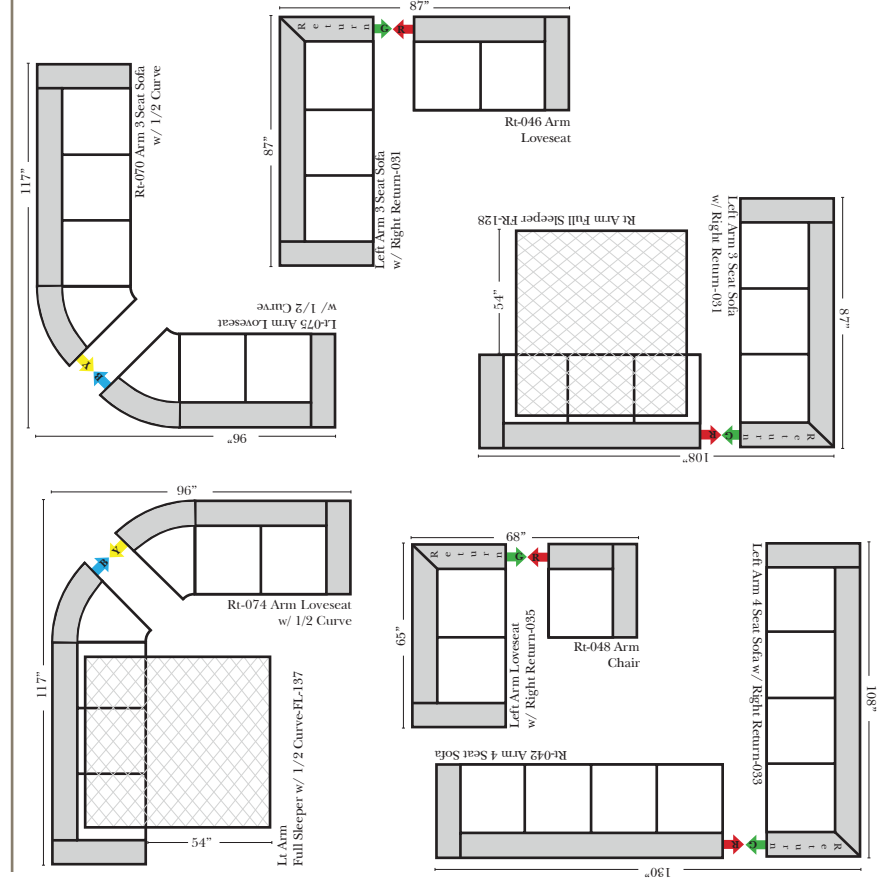 87”
Return
G
R
Rt-046 Arm
Loveseat
87”
Left Arm 3 Seat Sofa
w/ Right Return-031
117”
Rt-070 Arm 3 Seat Sofa
w/ 1/2 Curve
Y
B
Lt-075 Arm Loveseat
w/ 1/2 Curve
96”
Rt Arm Full Sleeper FR-128
54”
Left Arm 3 Seat Sofa
w/ Right Return-031
87”
R
G
Return
108”
96”
B
Y
Rt-074 Arm Loveseat
w/ 1/2 Curve
117”
54”
Lt Arm
Full Sleeper w/ 1/2 Curve-FL-137
68”
Return
G
R
65”
Left Arm Loveseat
w/ Right Return-035
Rt-048 Arm
Chair
Left Arm 4 Seat Sofa w/ Right Return-033
108”
Rt-042 Arm 4 Seat Sofa
R
G
Return
130”